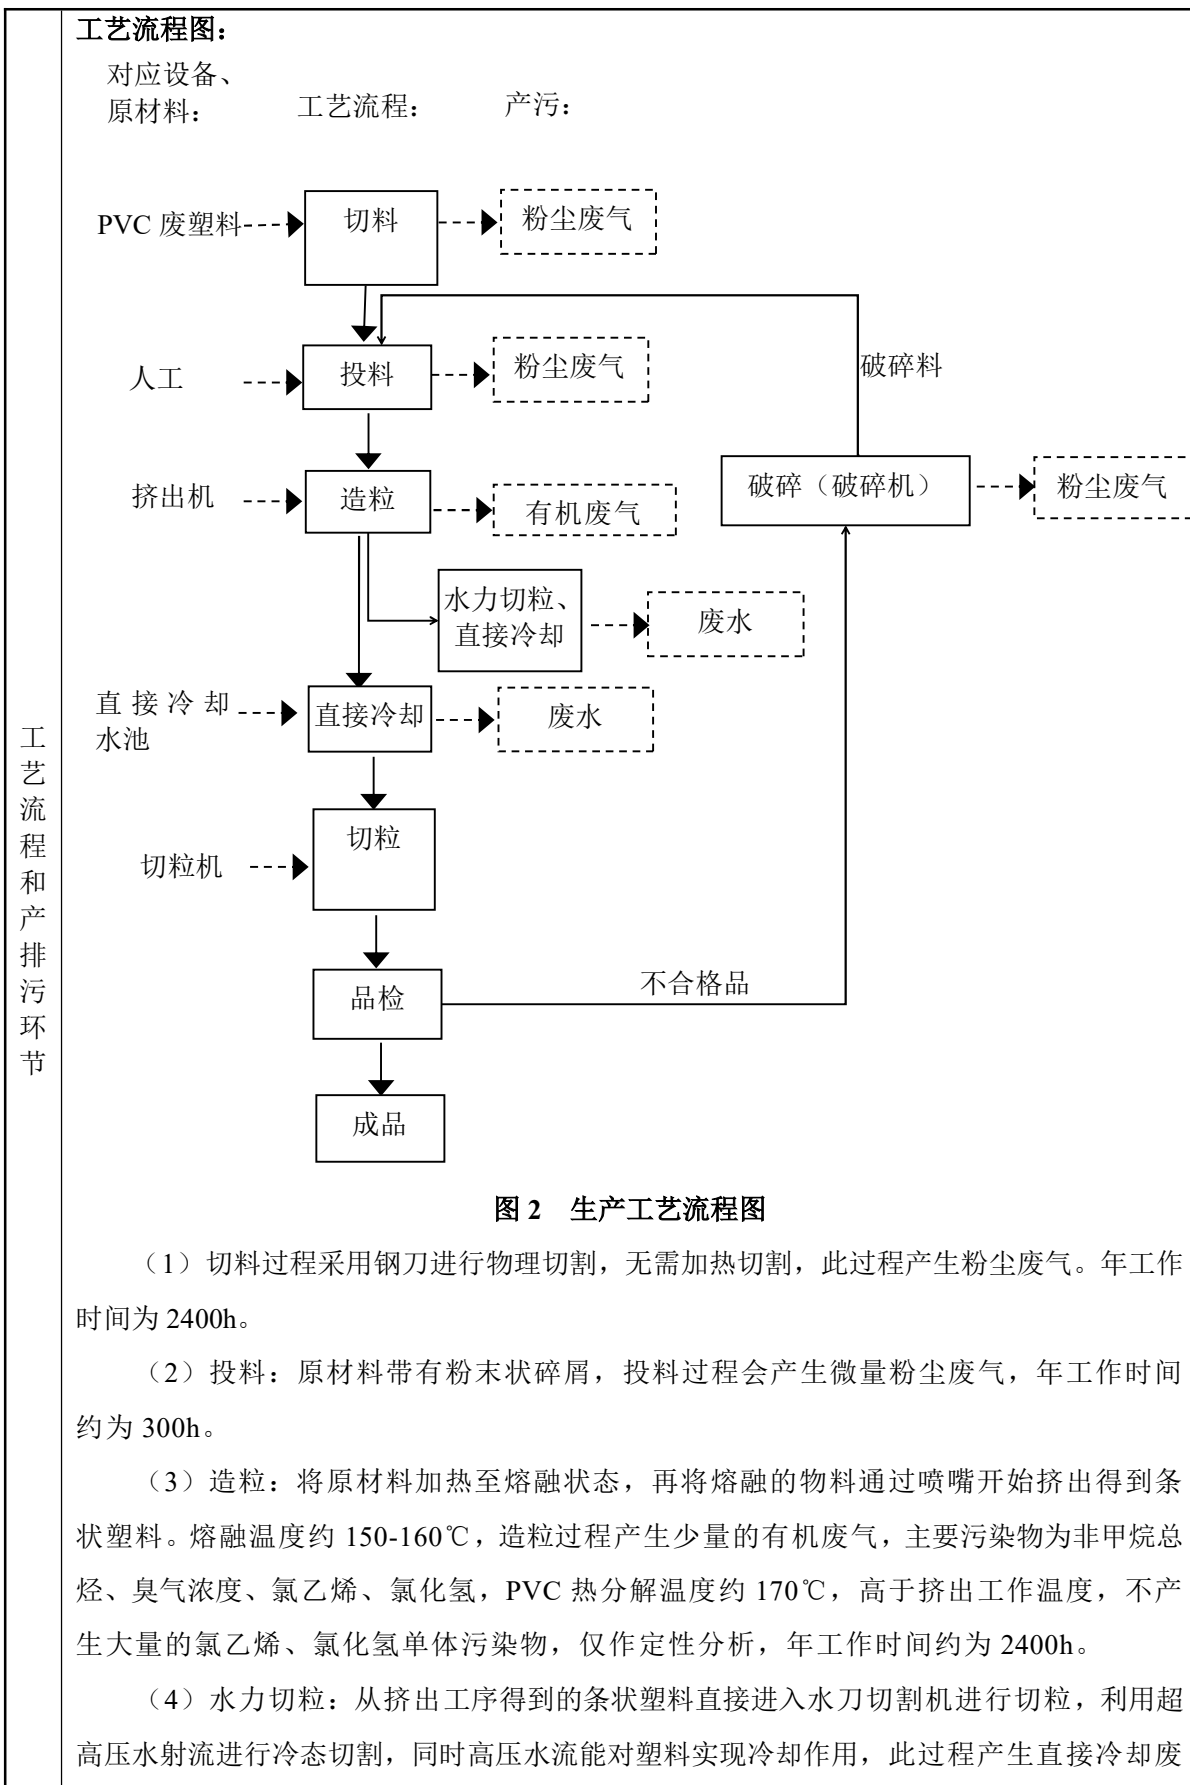 工艺流程图：
对应设备、
原材料：
工艺流程：
产污：
PVC 废塑料
切料
粉尘废气
人工
投料
粉尘废气
破碎料
挤出机
造粒
有机废气
破碎（破碎机）
粉尘废气
水力切粒、
直接冷却
废水
直接冷却
水池
直接冷却
废水
切粒机
切粒
品检
不合格品
成品
工艺流程和产排污环节
图 2 生产工艺流程图
（1）切料过程采用钢刀进行物理切割，无需加热切割，此过程产生粉尘废气。年工作
时间为 2400h。
（2）投料：原材料带有粉末状碎屑，投料过程会产生微量粉尘废气，年工作时间
约为 300h。
（3）造粒：将原材料加热至熔融状态，再将熔融的物料通过喷嘴开始挤出得到条
状塑料。熔融温度约 150-160℃，造粒过程产生少量的有机废气，主要污染物为非甲烷总
烃、臭气浓度、氯乙烯、氯化氢，PVC 热分解温度约 170℃，高于挤出工作温度，不产
生大量的氯乙烯、氯化氢单体污染物，仅作定性分析，年工作时间约为 2400h。
（4）水力切粒：从挤出工序得到的条状塑料直接进入水刀切割机进行切粒，利用超
高压水射流进行冷态切割，同时高压水流能对塑料实现冷却作用，此过程产生直接冷却废